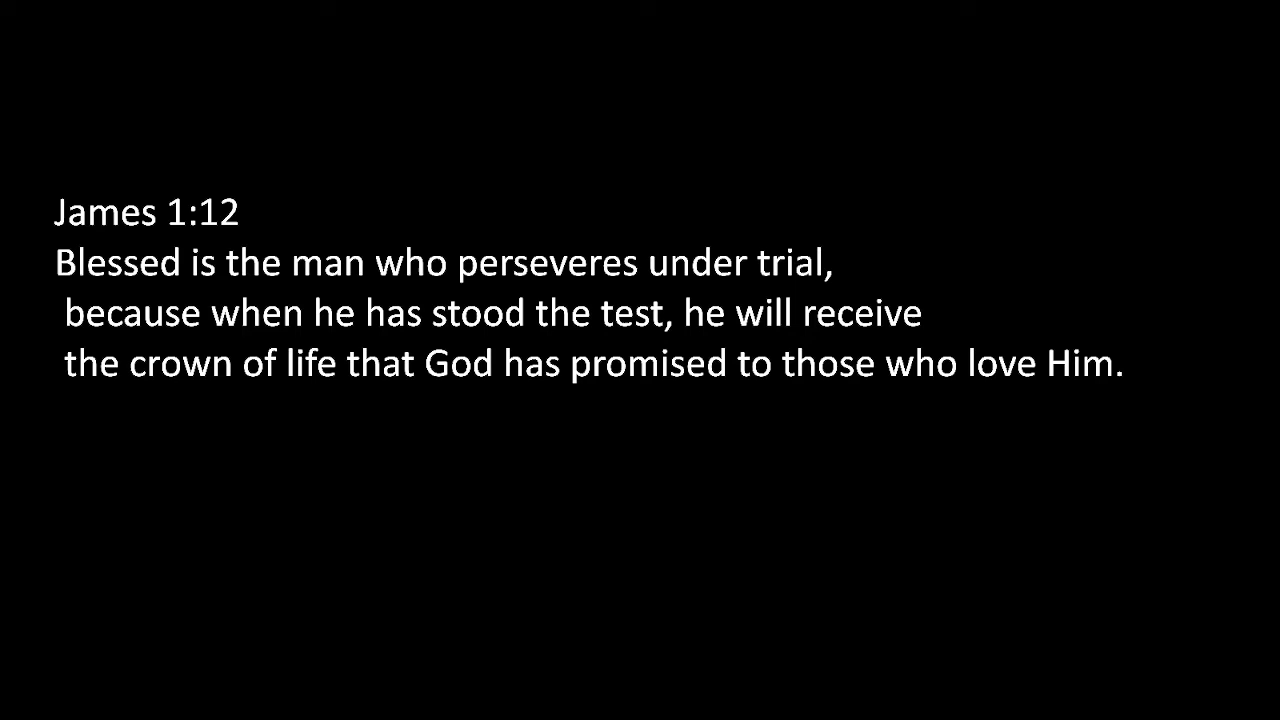 James 1:12
Blessed is the man who perseveres under trial,
because when he has stood the test, he will receive
the crown of life that God has promised to those who love Him.